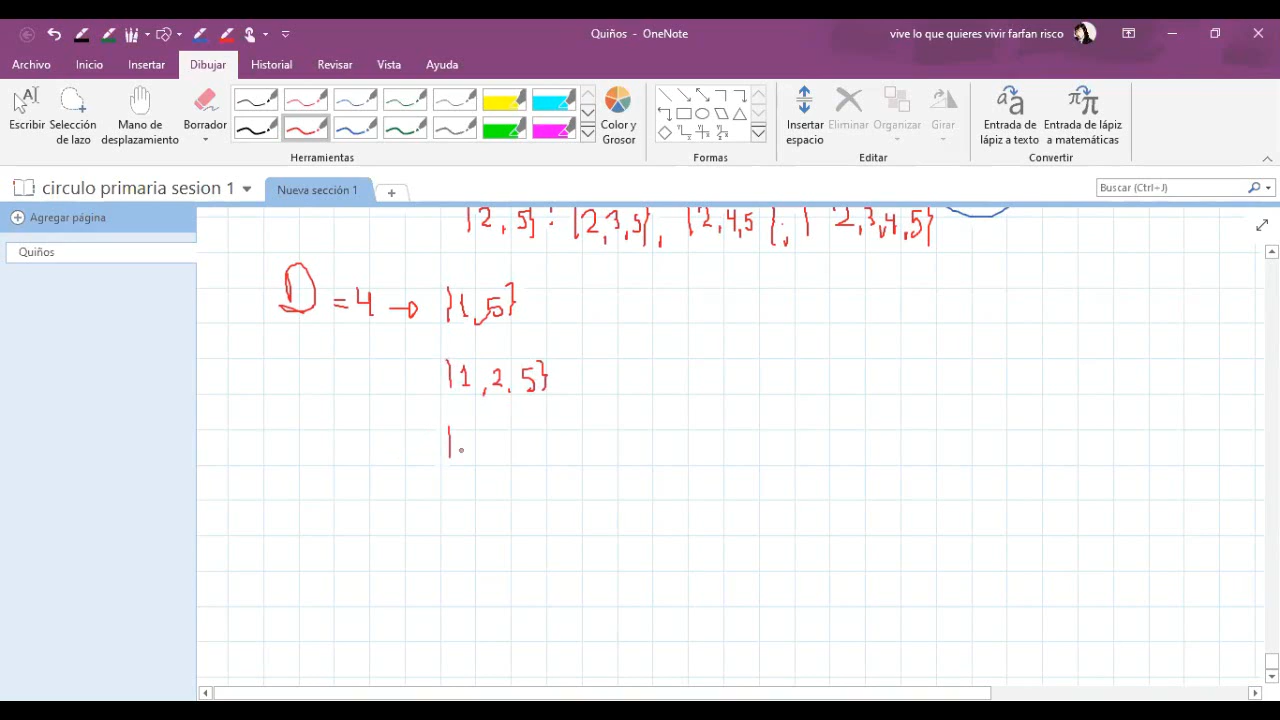 Quiños - OneNote
vive lo que quieres vivir farfan risco
Archivo Inicio Insertar Dibujar Historial Revisar Vista Ayuda
Escribir
Selección de lazo
Mano de desplazamiento
Borrador
Color y Grosor
Insertar espacio
Eliminar
Organizar
Girar
Entrada de lápiz a texto
Entrada de lápiz a matemáticas
Herramientas Formas Editar Convertir
circulo primaria sesion 1
Nueva sección 1
Buscar (Ctrl+J)
Agregar página
Quiños
{2, 5} : {2,3,5}, {2,4,5}, {2,3,4,5}
D = 4 → {1, 5}
{1, 2, 5}